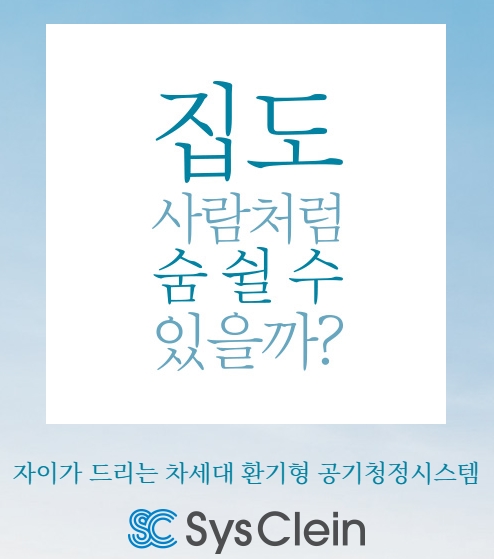 집도
사람처럼
숨 쉴 수
있을까?
자이가 드리는 차세대 환기형 공기청정시스템
SC SysClein